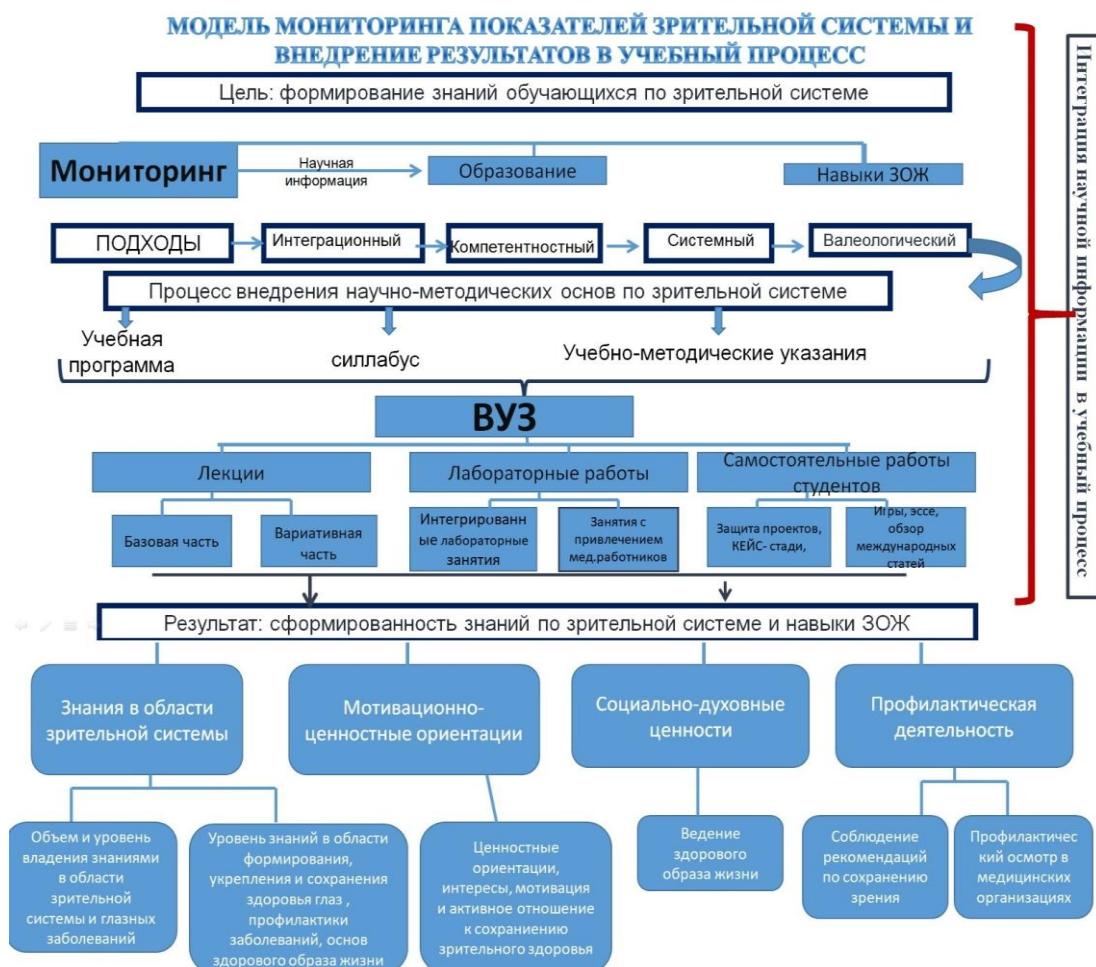 МОДЕЛЬ МОНИТОРИНГА ПОКАЗАТЕЛЕЙ ЗРИТЕЛЬНОЙ СИСТЕМЫ И
ВНЕДРЕНИЕ РЕЗУЛЬТАТОВ В УЧЕБНЫЙ ПРОЦЕСС
Цель: формирование знаний обучающихся по зрительной системе
Мониторинг
Научная
информация
Образование
Навыки ЗОЖ
ПОДХОДЫ
Интеграционный
Компетентностный
Системный
Валеологический
Процесс внедрения научно-методических основ по зрительной системе
Учебная
программа
силлабус
Учебно-методические указания
ВУЗ
Лекции
Лабораторные работы
Самостоятельные работы
студентов
Базовая часть
Вариативная
часть
Интегрированн
ые лабораторные
занятия
Занятия с
привлечением
мед.работников
Защита проектов,
КЕЙС- стади,
Игры, эссе,
обзор
международных
статей
Результат: сформированность знаний по зрительной системе и навыки ЗОЖ
Знания в области
зрительной системы
Мотивационно-
ценностные ориентации
Социально-духовные
ценности
Профилактическая
деятельность
Объем и уровень
владения знаниями
в области
зрительной
системы и глазных
заболеваний
Уровень знаний в области
формирования,
укрепления и сохранения
здоровья глаз ,
профилактики
заболеваний, основ
здорового образа жизни
Ценностные
ориентации,
интересы, мотивация
и активное отношение
к сохраниению
зрительного здоровья
Ведение
здорового
образа жизни
Соблюдение
рекомендаций
по сохранению
зрения
Профилактичес
кий осмотр в
медицинских
организациях
Интеграция научной информации в учебный процесс